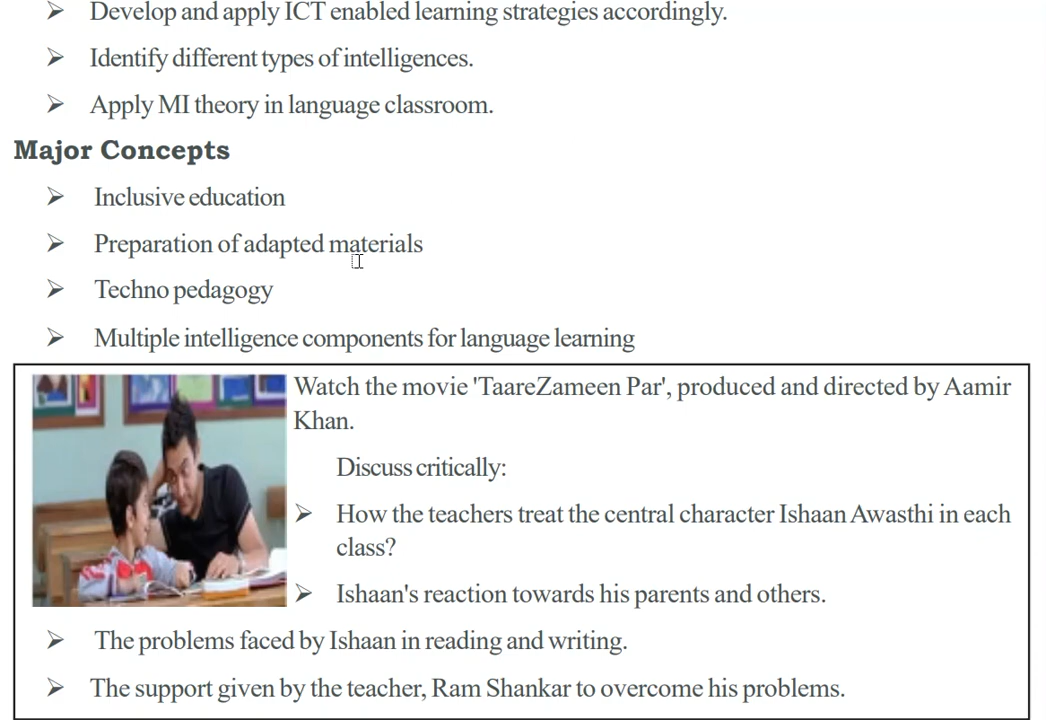 ➢ Develop and apply ICT enabled learning strategies accordingly.
➢ Identify different types of intelligences.
➢ Apply MI theory in language classroom.
Major Concepts
➢ Inclusive education
➢ Preparation of adapted materials
➢ Techno pedagogy
➢ Multiple intelligence components for language learning
Watch the movie 'TaareZameen Par', produced and directed by Aamir
Khan.
Discuss critically:
➢ How the teachers treat the central character Ishaan Awasthi in each
class?
➢ Ishaan's reaction towards his parents and others.
➢ The problems faced by Ishaan in reading and writing.
➢ The support given by the teacher, Ram Shankar to overcome his problems.